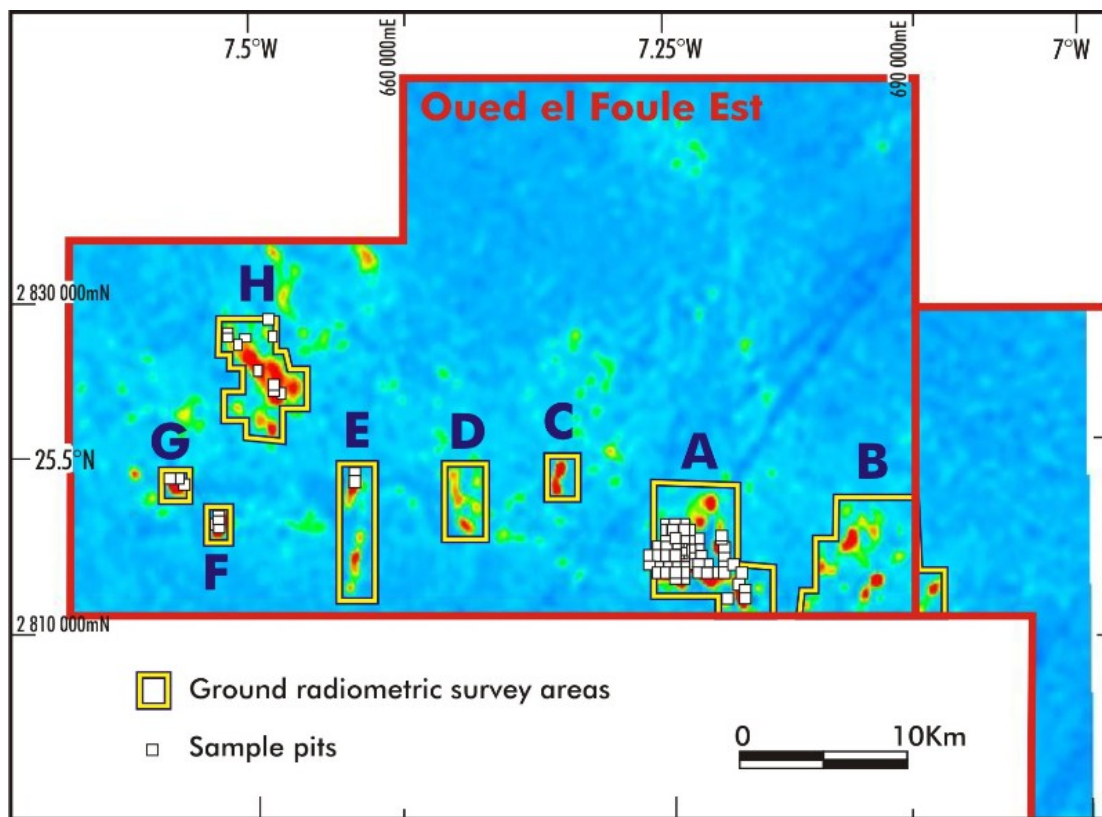 7.5°W
660 000mE
7.25°W
690 000mE
7°W
Oued el Foule Est
2 830 000mN
H
25.5°N
G
E
D
C
A
B
F
2 810 000mN
Ground radiometric survey areas
Sample pits
0 10Km